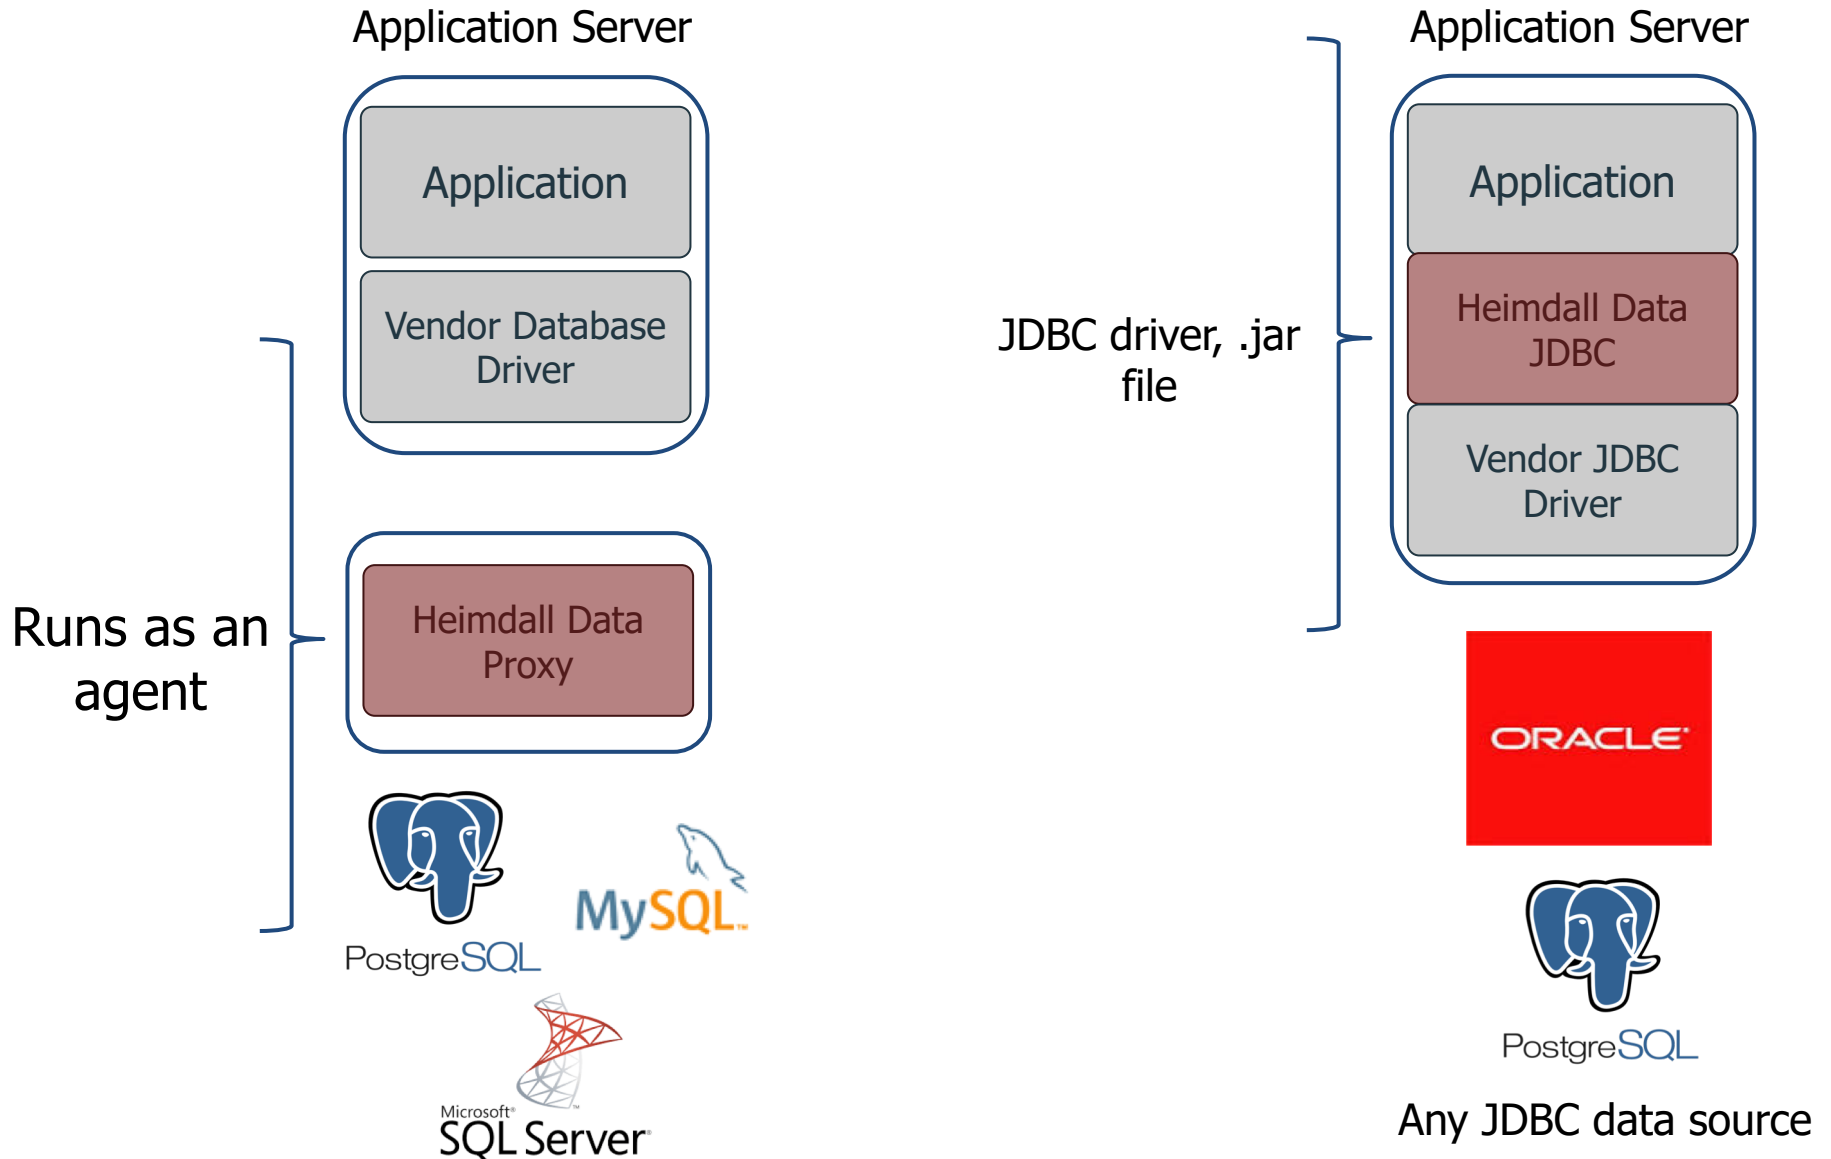 Application Server
Application
Vendor Database
Driver
Runs as an
agent
Heimdall Data
Proxy
PostgreSQL
MySQL™
Microsoft®
SQL Server®
Application Server
Application
JDBC driver, .jar
file
Heimdall Data
JDBC
Vendor JDBC
Driver
ORACLE®
PostgreSQL
Any JDBC data source